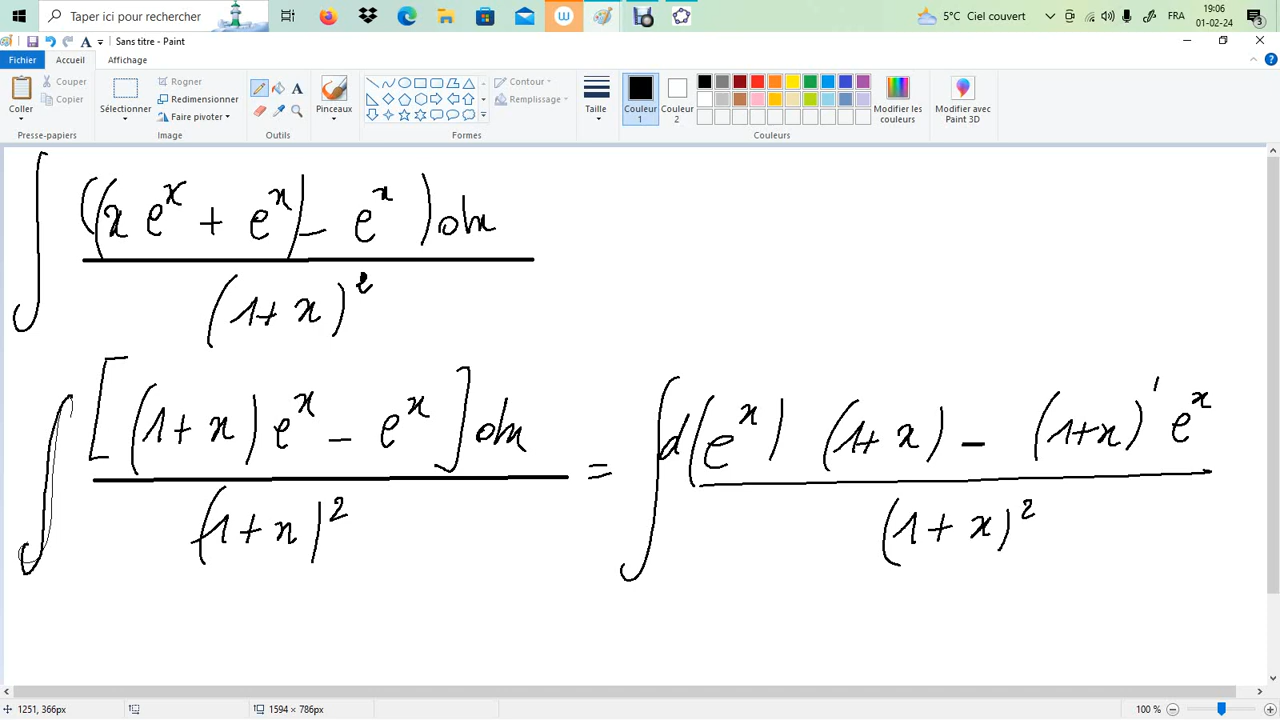 Taper ici pour rechercher
5°C Ciel couvert
FRA
19:06
01-02-24
3
Sans titre - Paint
Fichier Accueil Affichage
Coller
Couper
Copier
Presse-papiers
Sélectionner
Rogner
Redimensionner
Faire pivoter
Image
A
Outils
Pinceaux
Contour
Remplissage
Formes
Taille
Couleur 1
Couleur 2
Modifier les couleurs
Couleurs
Modifier avec Paint 3D
∫ ((x e^x + e^x) - e^x) dx
(1+x)^2
∫ [(1+x) e^x - e^x] dx = ∫ d(e^x) (1+x) - (1+x)' e^x
(1+x)^2 (1+x)^2
1251, 366px
1594 × 786px
100 %